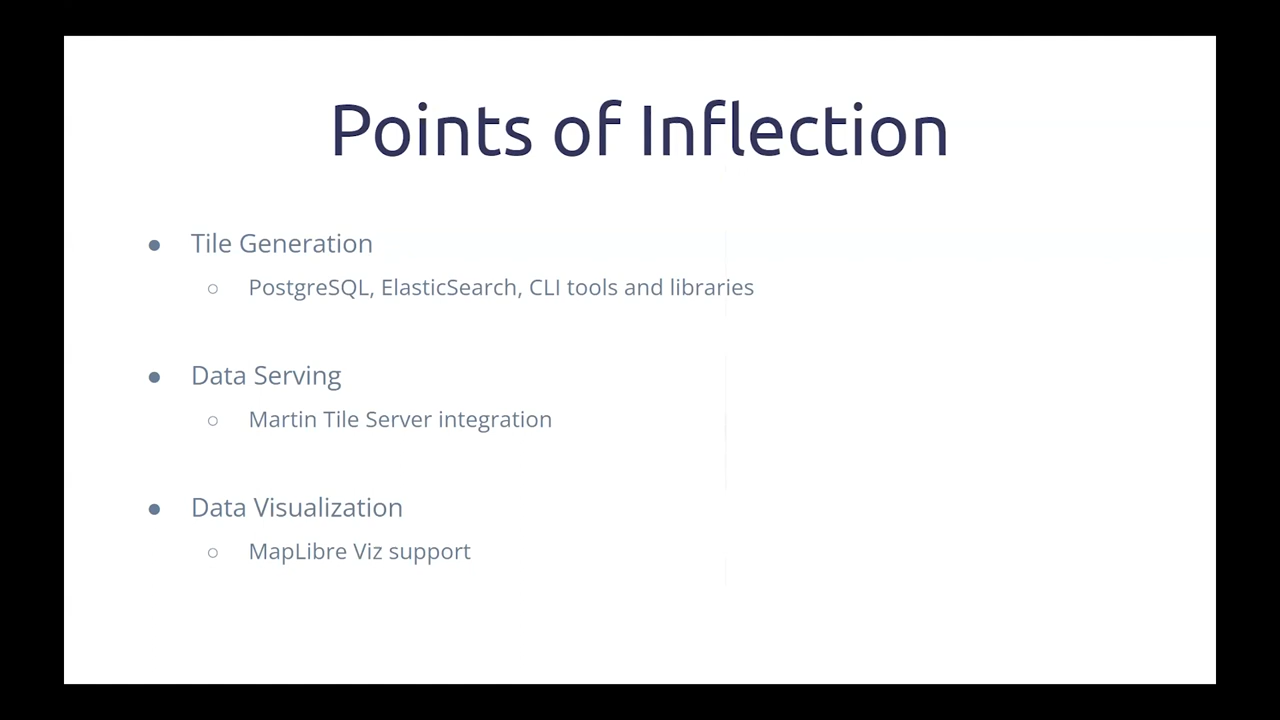 Points of Inflection
● Tile Generation
○ PostgreSQL, ElasticSearch, CLI tools and libraries
● Data Serving
○ Martin Tile Server integration
● Data Visualization
○ MapLibre Viz support